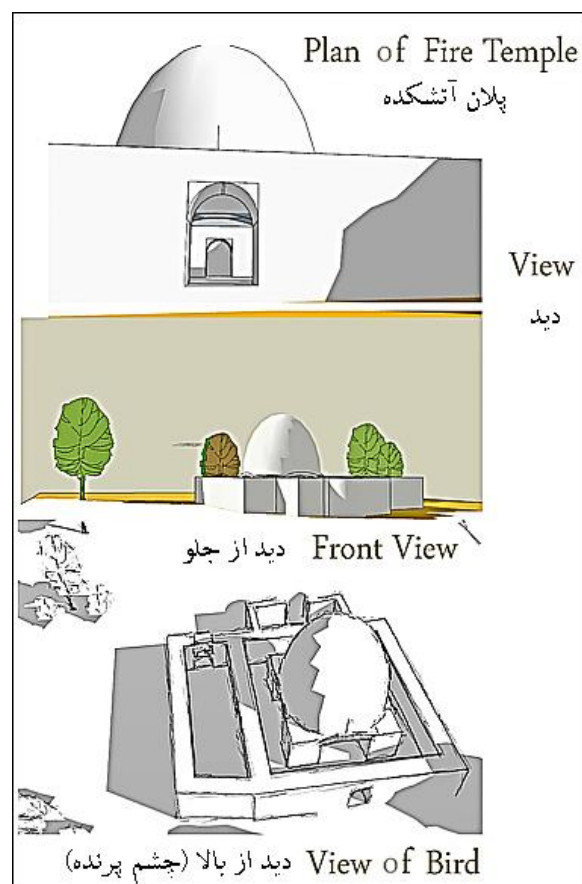 Plan of Fire Temple
پلان آتشکده
View
دید
دید از جلو Front View
دید از بالا (چشم پرنده) View of Bird